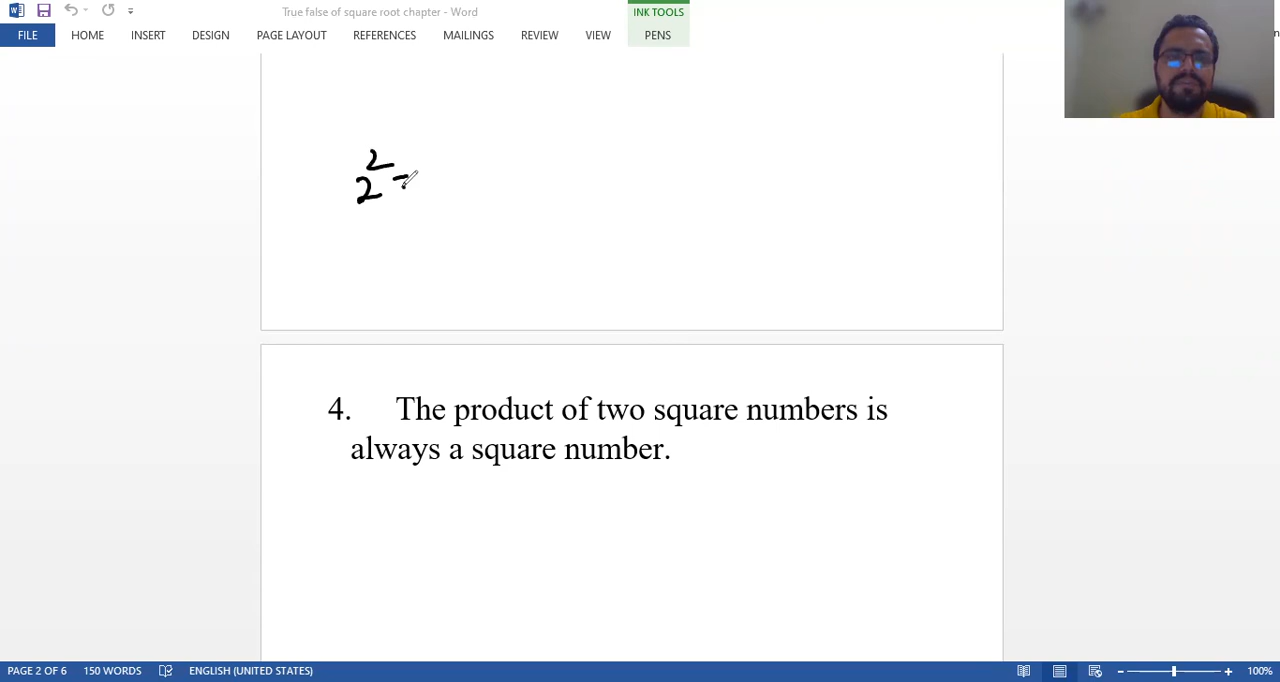 True false of square root chapter - Word
INK TOOLS
FILE HOME INSERT DESIGN PAGE LAYOUT REFERENCES MAILINGS REVIEW VIEW PENS
2² =
4. The product of two square numbers is
always a square number.
PAGE 2 OF 6 150 WORDS ENGLISH (UNITED STATES) 100%